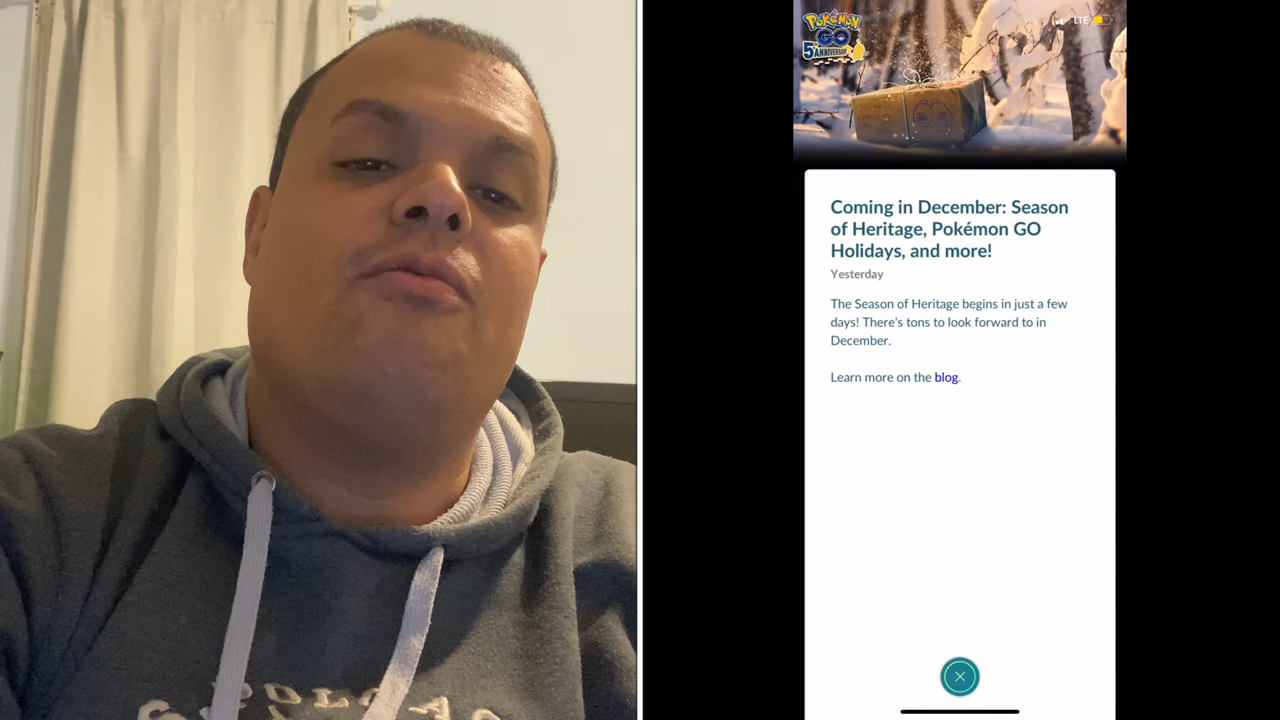 POKÉMON
GO
5TH ANNIVERSARY
LTE
Coming in December: Season
of Heritage, Pokémon GO
Holidays, and more!
Yesterday
The Season of Heritage begins in just a few
days! There's tons to look forward to in
December.
Learn more on the blog.